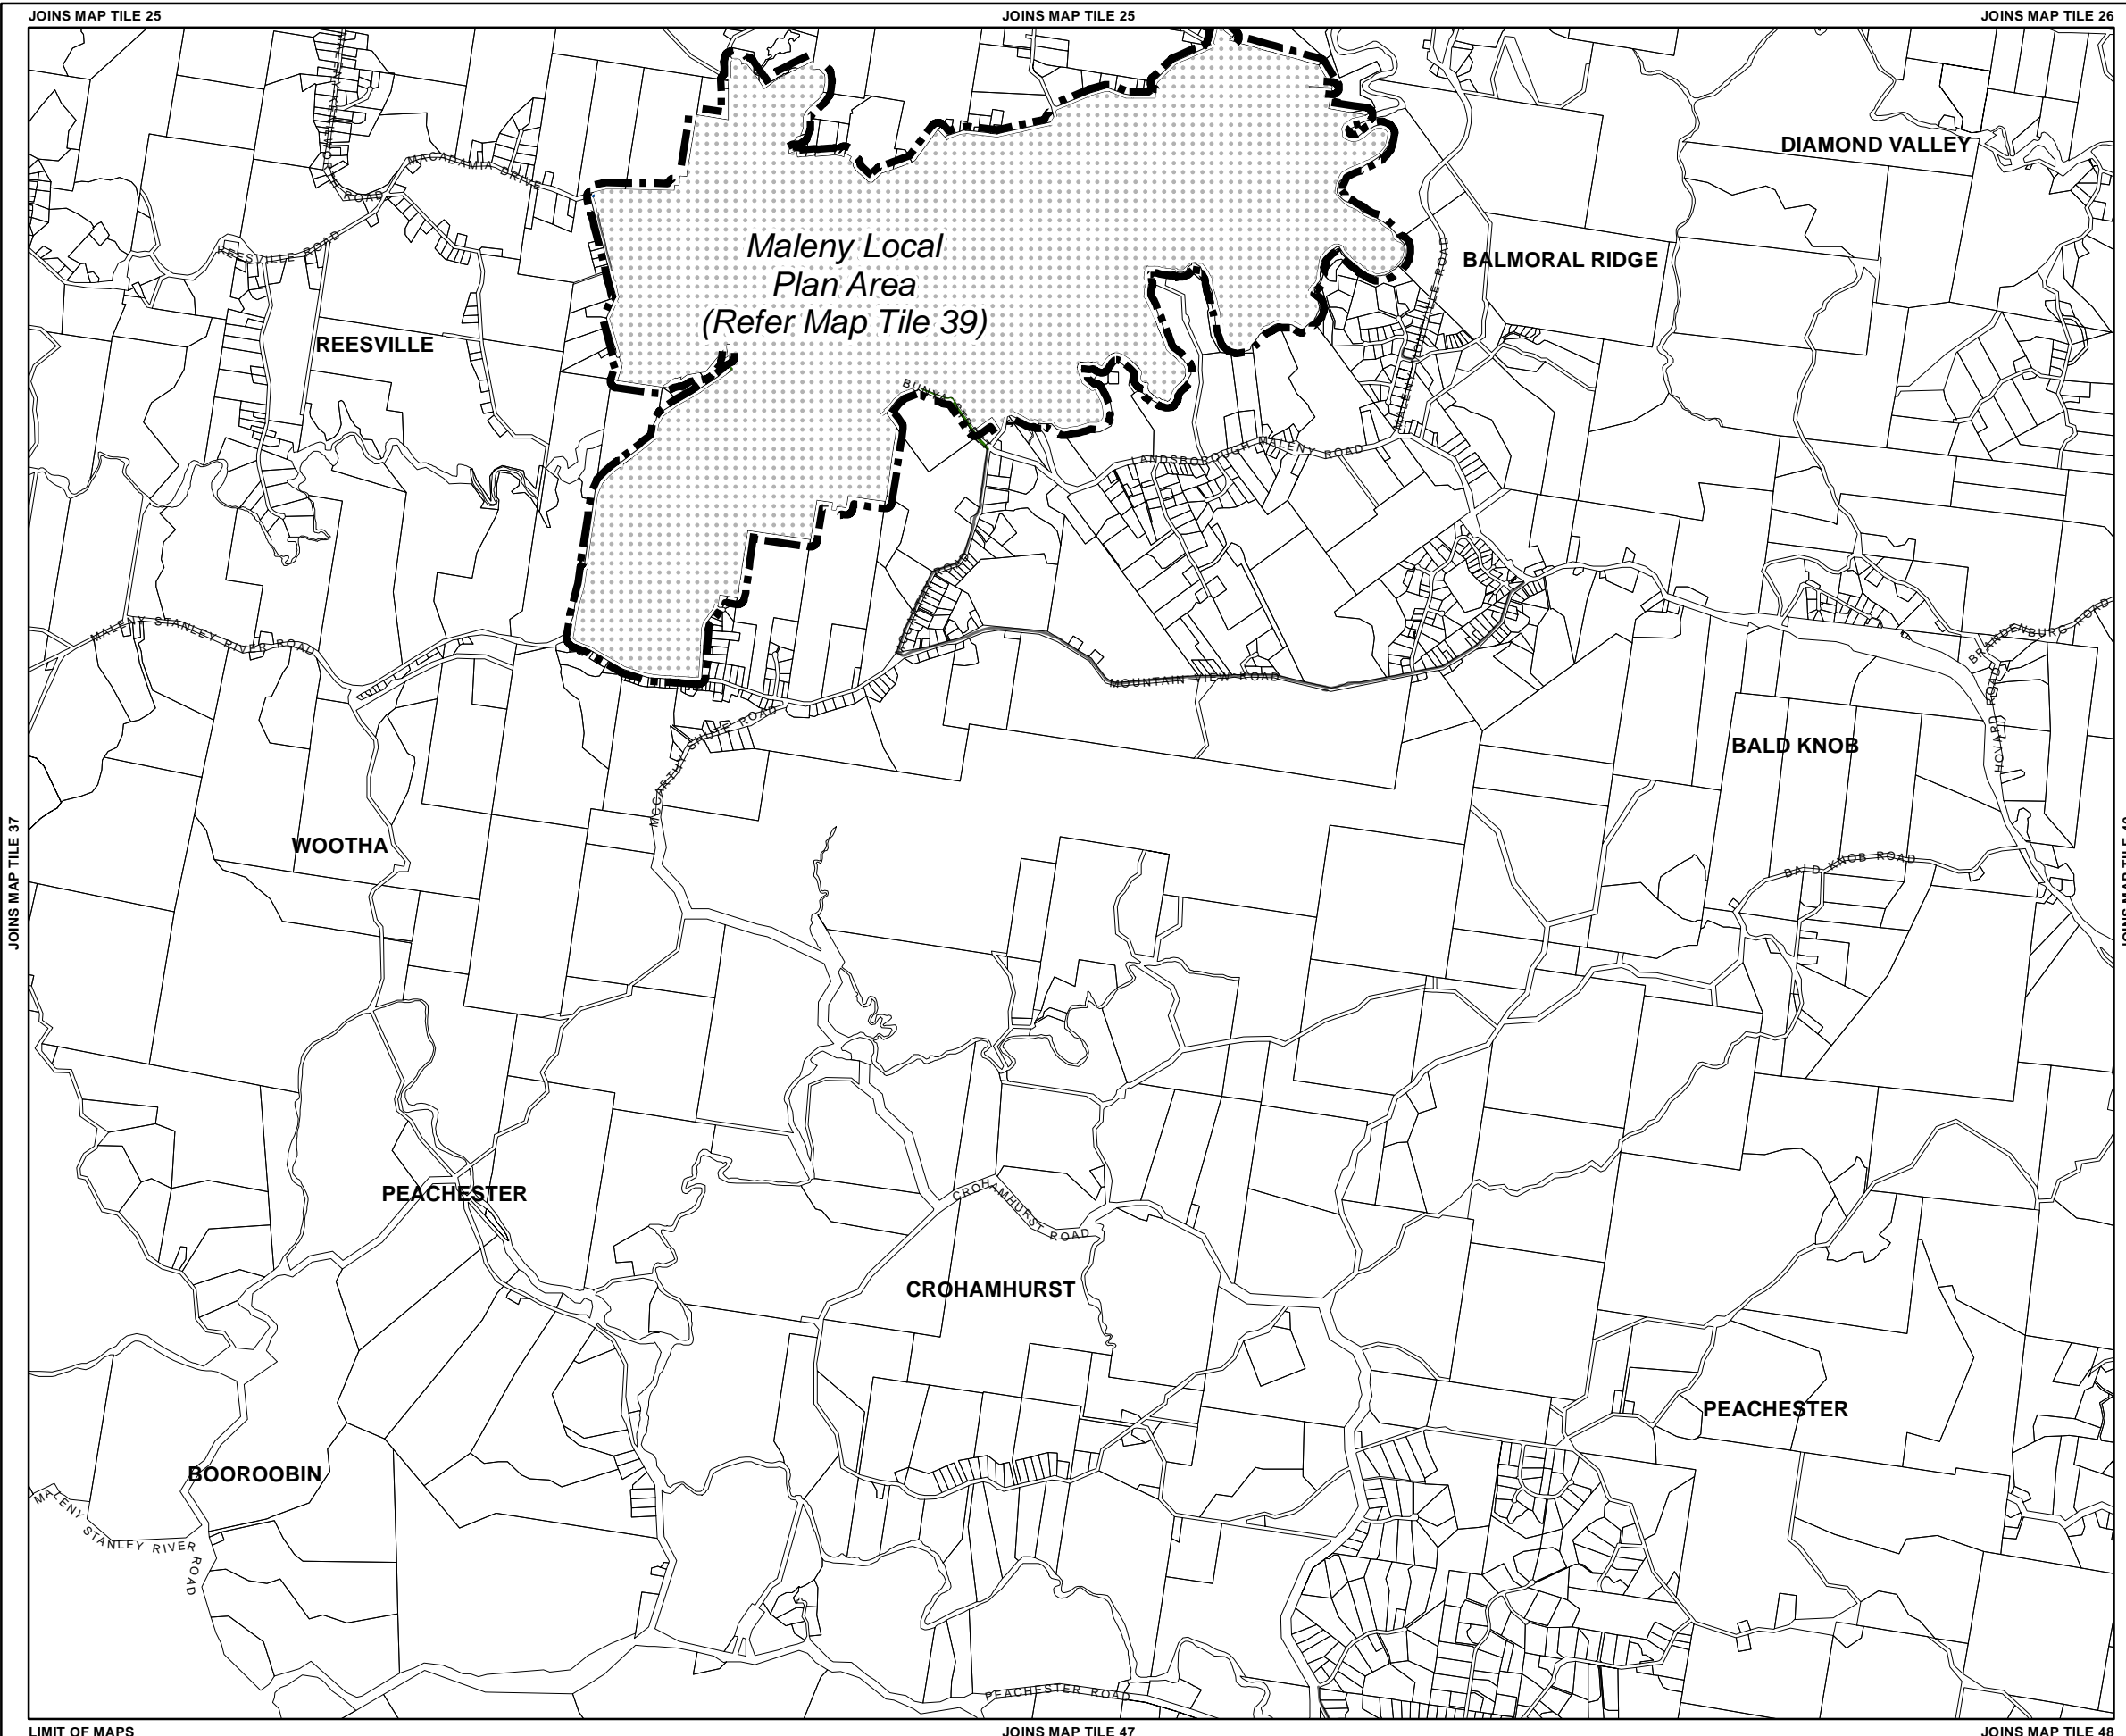 JOINS MAP TILE 25
JOINS MAP TILE 25
JOINS MAP TILE 26
DIAMOND VALLEY
MACADAMIA DRIVE
ROAD
REESVILLE ROAD
Maleny Local
Plan Area
(Refer Map Tile 39)
BALMORAL RIDGE
REESVILLE
LANDSBOROUGH MALENY ROAD
MALENY STANLEY RIVER ROAD
BRANDENBURG ROAD
MOUNTAIN VIEW ROAD
HOVARD ROAD
MCCARTHY SHUTE ROAD
BALD KNOB
JOINS MAP TILE 37
WOOTHA
BALD KNOB ROAD
JOINS MAP TILE
PEACHESTER
CROHAMHURST ROAD
CROHAMHURST
PEACHESTER
BOOROOBIN
MALENY STANLEY RIVER ROAD
PEACHESTER ROAD
LIMIT OF MAPS
JOINS MAP TILE 47
JOINS MAP TILE 48